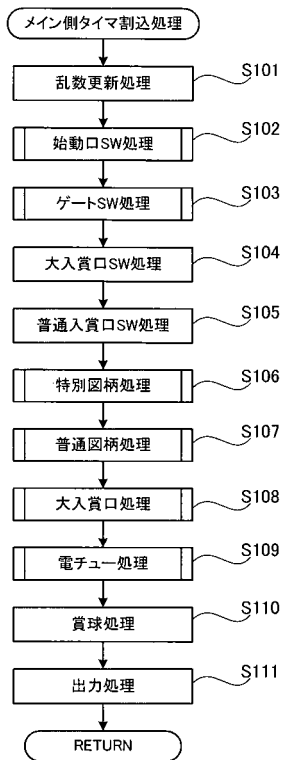 メイン側タイマ割込処理
乱数更新処理
S101
始動口SW処理
S102
ゲートSW処理
S103
大入賞口SW処理
S104
普通入賞口SW処理
S105
特別図柄処理
S106
普通図柄処理
S107
大入賞口処理
S108
電チュー処理
S109
賞球処理
S110
出力処理
S111
RETURN